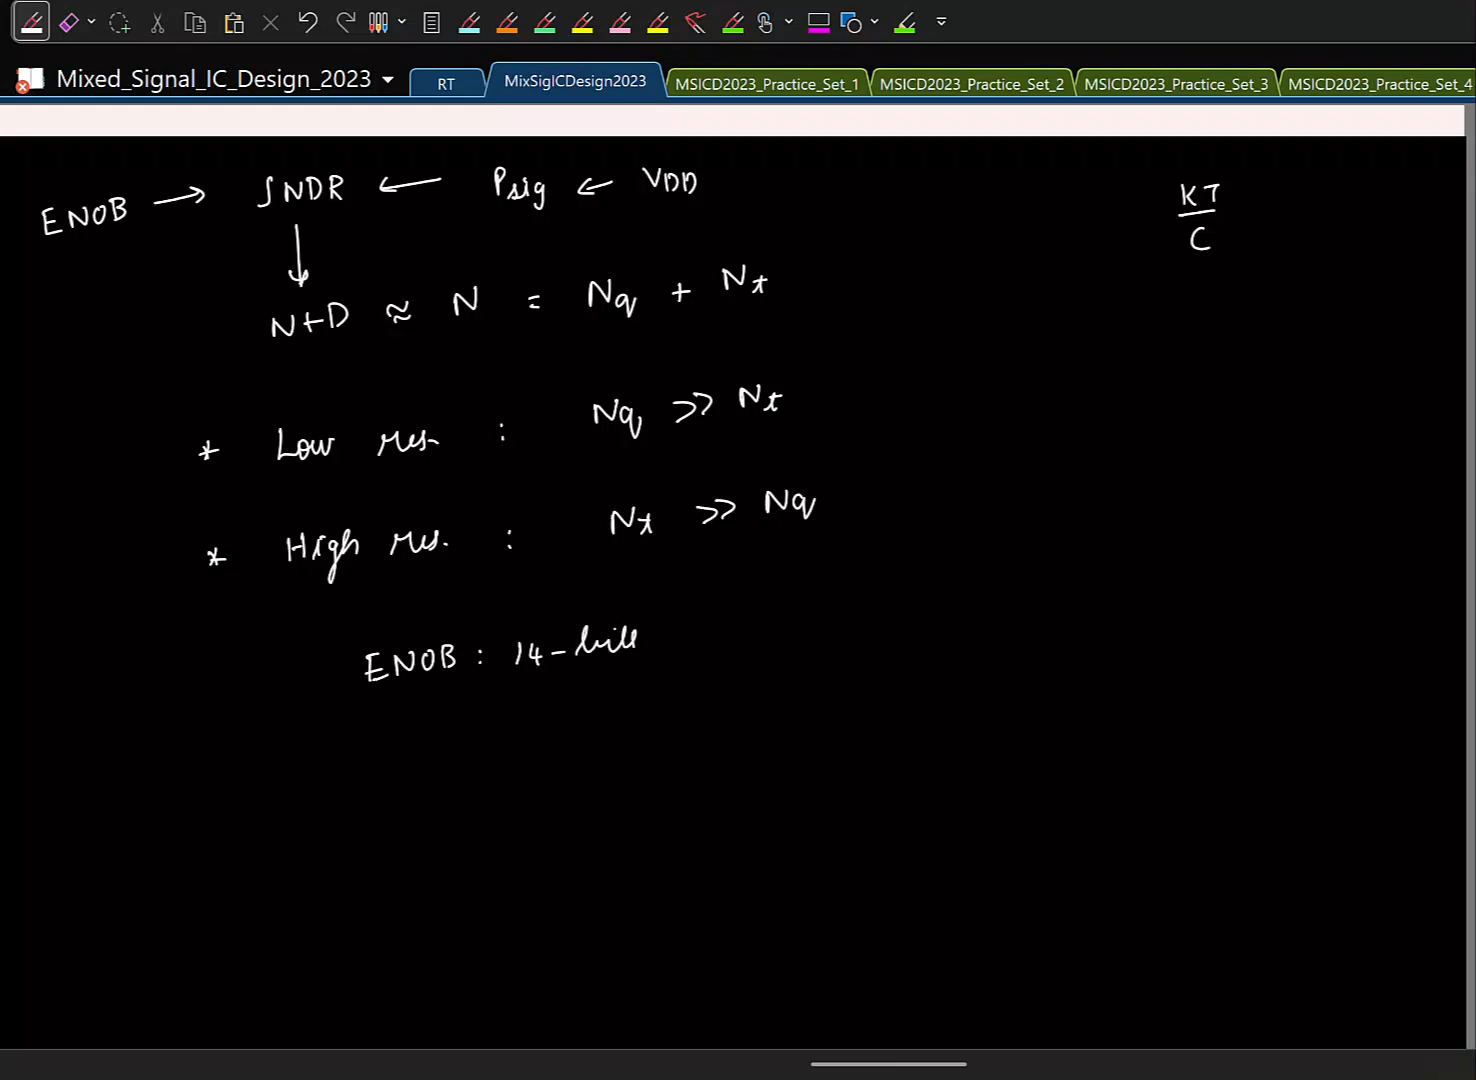 Mixed_Signal_IC_Design_2023 RT MixSigICDesign2023 MSICD2023_Practice_Set_1 MSICD2023_Practice_Set_2 MSICD2023_Practice_Set_3 MSICD2023_Practice_Set_4
ENOB → SNDR ← Psig ← VDD
KT
C
↓
N+D ≈ N = Nq + Nt
* Low res. : Nq >> Nt
* High res. : Nt >> Nq
ENOB : 14-bit